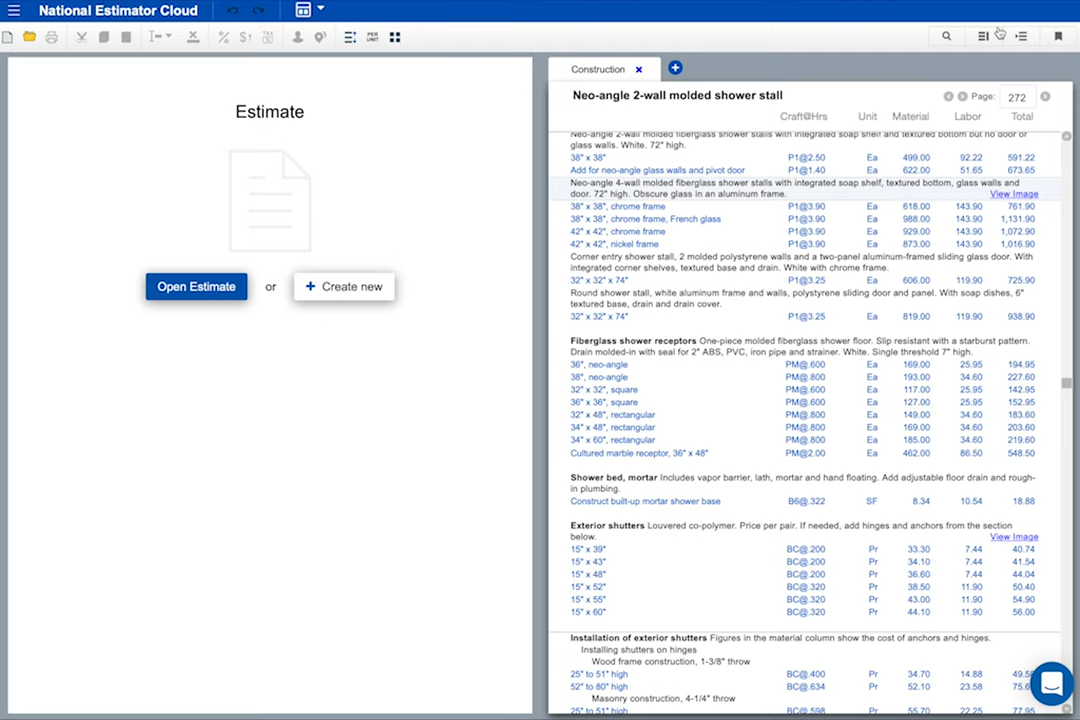 National Estimator Cloud
PER
UNIT
Estimate
Open Estimate or + Create new
Construction x
Neo-angle 2-wall molded shower stall Page: 272
Craft@Hrs Unit Material Labor Total
Neo-angle 2-wall molded fiberglass shower stalls with integrated soap shelf and textured bottom but no door or
glass walls. White. 72" high.
38" x 38" P1@2.50 Ea 499.00 92.22 591.22
Add for neo-angle glass walls and pivot door P1@1.40 Ea 622.00 51.65 673.65
Neo-angle 4-wall molded fiberglass shower stalls with integrated soap shelf, textured bottom, glass walls and
door. 72" high. Obscure glass in an aluminum frame. View Image
38" x 38", chrome frame P1@3.90 Ea 618.00 143.90 761.90
38" x 38", chrome frame, French glass P1@3.90 Ea 988.00 143.90 1,131.90
42" x 42", chrome frame P1@3.90 Ea 929.00 143.90 1,072.90
42" x 42", nickel frame P1@3.90 Ea 873.00 143.90 1,016.90
Corner entry shower stall, 2 molded polystyrene walls and a two-panel aluminum-framed sliding glass door. With
integrated corner shelves, textured base and drain. White with chrome frame.
32" x 32" x 74" P1@3.25 Ea 606.00 119.90 725.90
Round shower stall, white aluminum frame and walls, polystyrene sliding door and panel. With soap dishes, 6"
textured base, drain and drain cover.
32" x 32" x 74" P1@3.25 Ea 819.00 119.90 938.90
Fiberglass shower receptors One-piece molded fiberglass shower floor. Slip resistant with a starburst pattern.
Drain molded-in with seal for 2" ABS, PVC, iron pipe and strainer. White. Single threshold 7" high.
36", neo-angle PM@.600 Ea 169.00 25.95 194.95
38", neo-angle PM@.800 Ea 193.00 34.60 227.60
32" x 32", square PM@.600 Ea 117.00 25.95 142.95
36" x 36", square PM@.600 Ea 127.00 25.95 152.95
32" x 48", rectangular PM@.800 Ea 149.00 34.60 183.60
34" x 48", rectangular PM@.800 Ea 169.00 34.60 203.60
34" x 60", rectangular PM@.800 Ea 185.00 34.60 219.60
Cultured marble receptor, 36" x 48" PM@2.00 Ea 462.00 86.50 548.50
Shower bed, mortar Includes vapor barrier, lath, mortar and hand floating. Add adjustable floor drain and rough-
in plumbing.
Construct built-up mortar shower base B6@.322 SF 8.34 10.54 18.88
Exterior shutters Louvered co-polymer. Price per pair. If needed, add hinges and anchors from the section
below. View Image
15" x 39" BC@.200 Pr 33.30 7.44 40.74
15" x 43" BC@.200 Pr 34.10 7.44 41.54
15" x 48" BC@.200 Pr 36.60 7.44 44.04
15" x 52" BC@.320 Pr 38.50 11.90 50.40
15" x 55" BC@.320 Pr 43.00 11.90 54.90
15" x 60" BC@.320 Pr 44.10 11.90 56.00
Installation of exterior shutters Figures in the material column show the cost of anchors and hinges.
Installing shutters on hinges
Wood frame construction, 1-3/8" throw
25" to 51" high BC@.400 Pr 34.70 14.88
52" to 80" high BC@.634 Pr 52.10 23.58
Masonry construction, 4-1/4" throw
25" to 51" high BC@.598 Pr 55.70 22.25 77.95